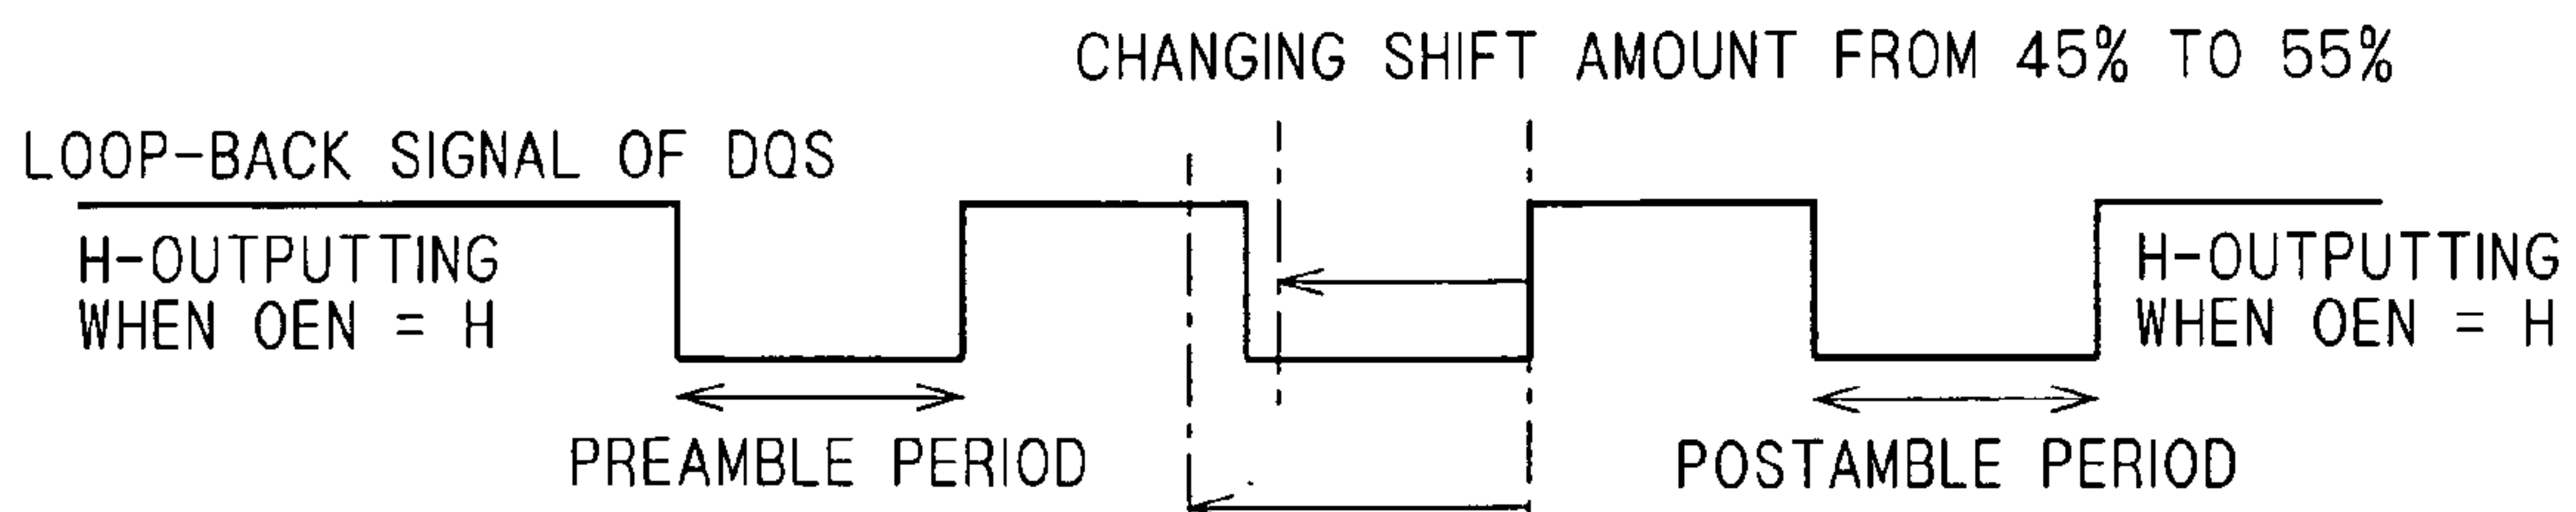 CHANGING SHIFT AMOUNT FROM 45% TO 55%
LOOP-BACK SIGNAL OF DQS
H-OUTPUTTING
WHEN OEN = H
H-OUTPUTTING
WHEN OEN = H
PREAMBLE PERIOD
POSTAMBLE PERIOD